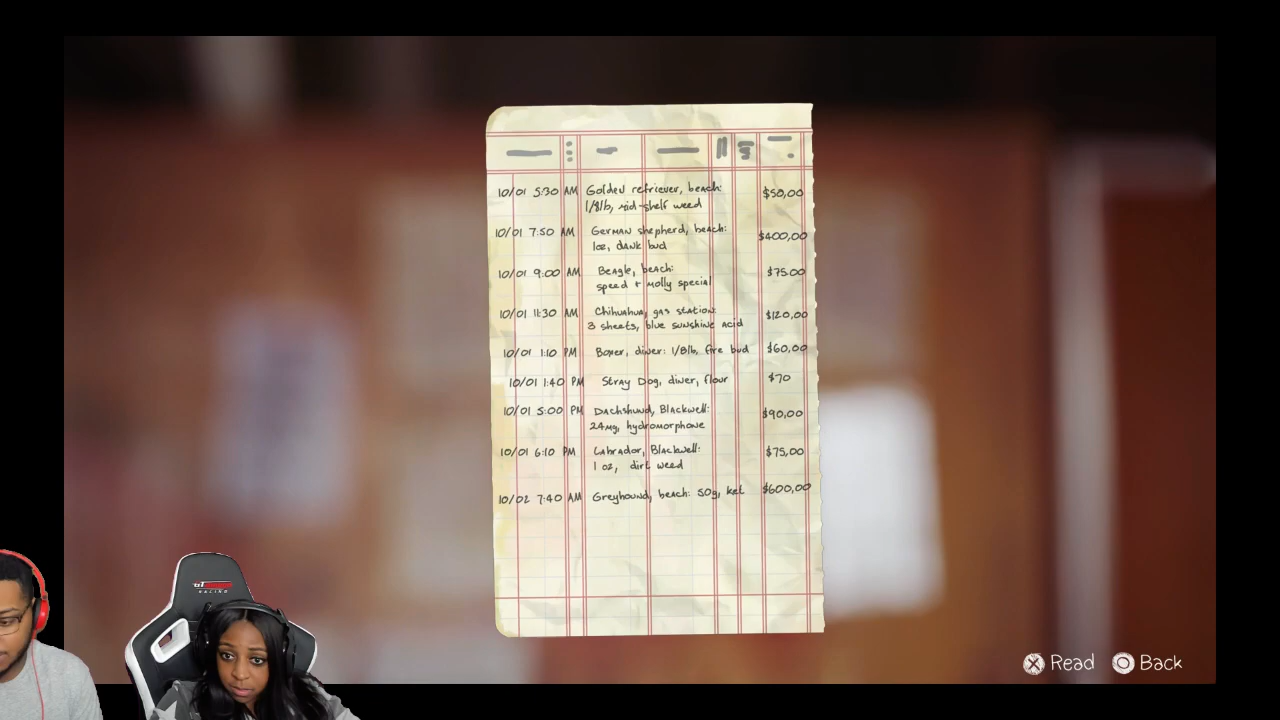 10/01 5:30 AM Golden retriever, beach: $50,00
1/8lb, mid-shelf weed
10/01 7:50 AM German shepherd, beach: $400,00
1oz, dank bud
10/01 9:00 AM Beagle, beach: $75.00
speed + molly special
10/01 11:30 AM Chihuahua, gas station: $120,00
3 sheets, blue sunshine acid
10/01 1:10 PM Boxer, diner: 1/8lb, fire bud $60,00
10/01 1:40 PM Stray Dog, diner, flour $70
10/01 5:00 PM Dachshund, Blackwell: $90,00
24mg, hydromorphone
10/01 6:10 PM Labrador, Blackwell: $75,00
1 oz, dirt weed
10/02 7:40 AM Greyhound, beach: 50g, ket $600,00
GT RACING
Read Back